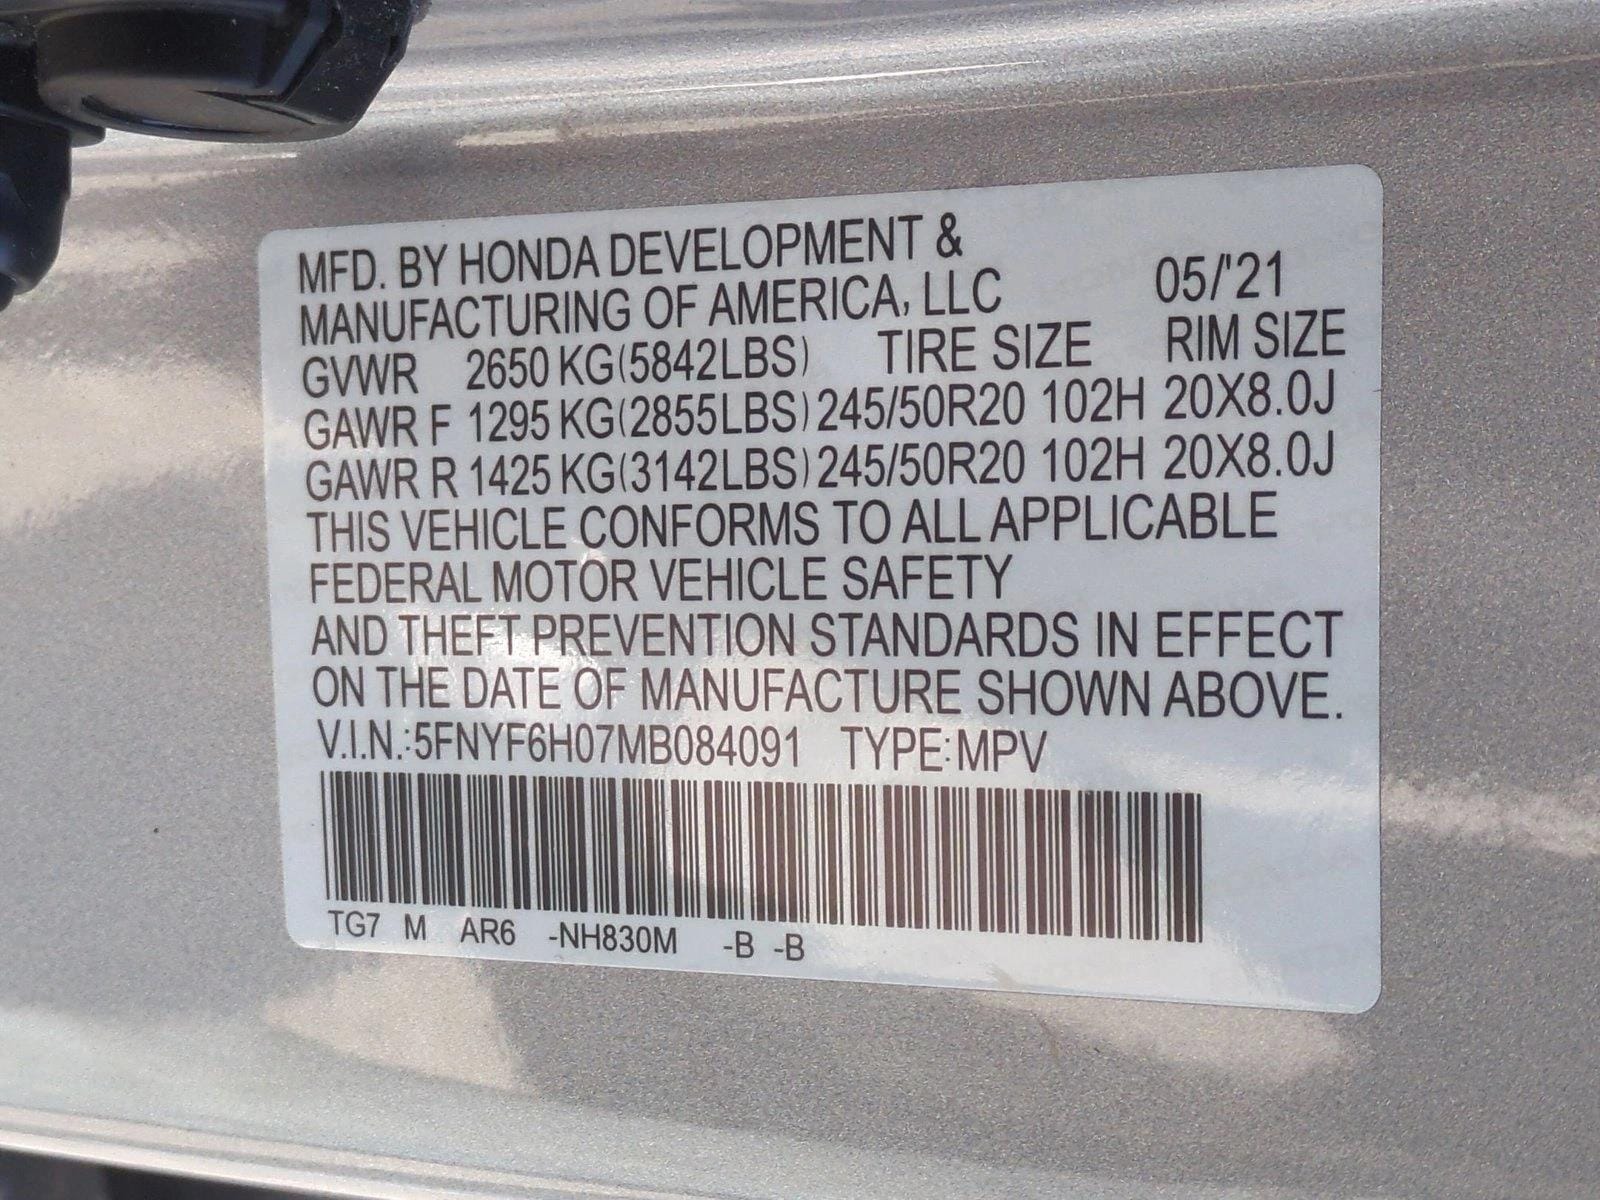 MFD. BY HONDA DEVELOPMENT &
MANUFACTURING OF AMERICA, LLC 05/'21
GVWR 2650 KG(5842LBS) TIRE SIZE RIM SIZE
GAWR F 1295 KG(2855LBS) 245/50R20 102H 20X8.0J
GAWR R 1425 KG(3142LBS) 245/50R20 102H 20X8.0J
THIS VEHICLE CONFORMS TO ALL APPLICABLE
FEDERAL MOTOR VEHICLE SAFETY
AND THEFT PREVENTION STANDARDS IN EFFECT
ON THE DATE OF MANUFACTURE SHOWN ABOVE.
V.I.N.:5FNYF6H07MB084091 TYPE:MPV
TG7 M AR6 -NH830M -B -B